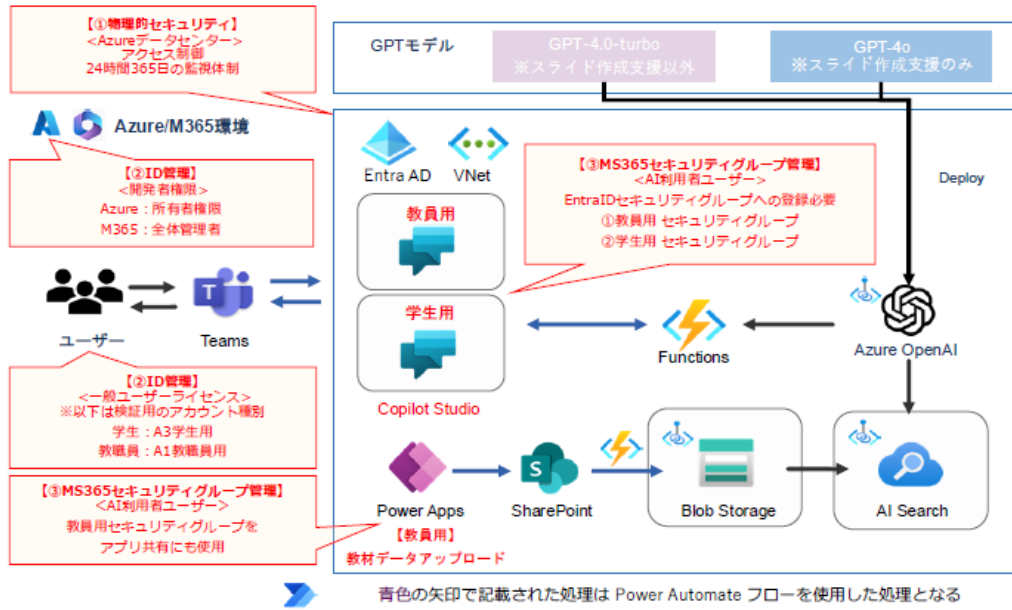 【①物理的セキュリティ】
<Azureデータセンター>
アクセス制御
24時間365日の監視体制
GPTモデル
GPT-4.0-turbo
※スライド作成支援以外
GPT-4o
※スライド作成支援のみ
Azure/M365環境
【②ID管理】
<開発者権限>
Azure：所有者権限
M365：全体管理者
Entra AD
VNet
【③MS365セキュリティグループ管理】
<AI利用者ユーザー>
EntraIDセキュリティグループへの登録必要
①教員用 セキュリティグループ
②学生用 セキュリティグループ
Deploy
教員用
学生用
Copilot Studio
ユーザー
Teams
Functions
Azure OpenAI
【②ID管理】
<一般ユーザーライセンス>
※以下は検証用のアカウント種別
学生：A3学生用
教職員：A1教職員用
【③MS365セキュリティグループ管理】
<AI利用者ユーザー>
教員用セキュリティグループを
アプリ共有にも使用
Power Apps
【教員用】
教材データアップロード
SharePoint
Blob Storage
AI Search
青色の矢印で記載された処理は Power Automate フローを使用した処理となる